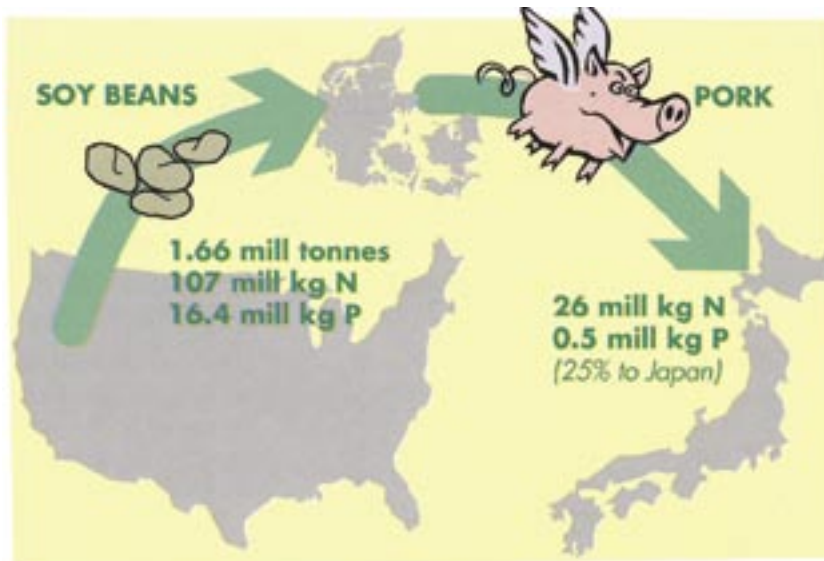 SOY BEANS
PORK
1.66 mill tonnes
107 mill kg N
16.4 mill kg P
26 mill kg N
0.5 mill kg P
(25% to Japan)